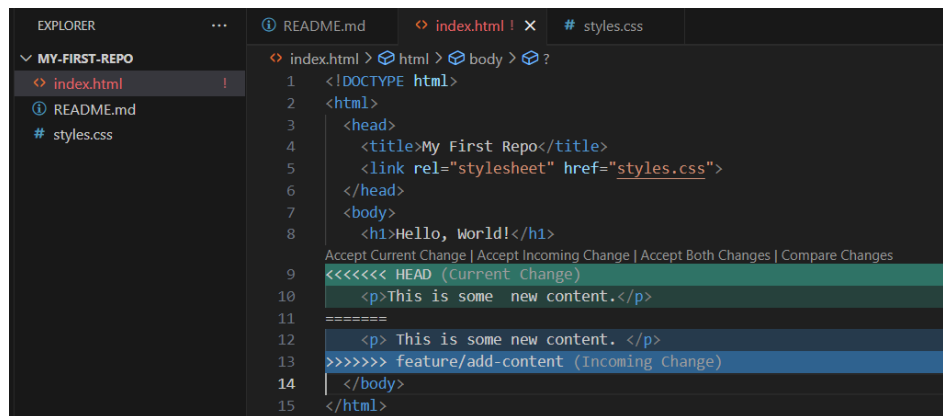 EXPLORER ···
MY-FIRST-REPO
index.html !
README.md
styles.css
README.md index.html ! × # styles.css
index.html > html > body > ?
1 <!DOCTYPE html>
2 <html>
3 <head>
4 <title>My First Repo</title>
5 <link rel="stylesheet" href="styles.css">
6 </head>
7 <body>
8 <h1>Hello, World!</h1>
Accept Current Change | Accept Incoming Change | Accept Both Changes | Compare Changes
9 <<<<<<< HEAD (Current Change)
10 <p>This is some  new content.</p>
11 =======
12 <p> This is some new content. </p>
13 >>>>>>> feature/add-content (Incoming Change)
14 </body>
15 </html>